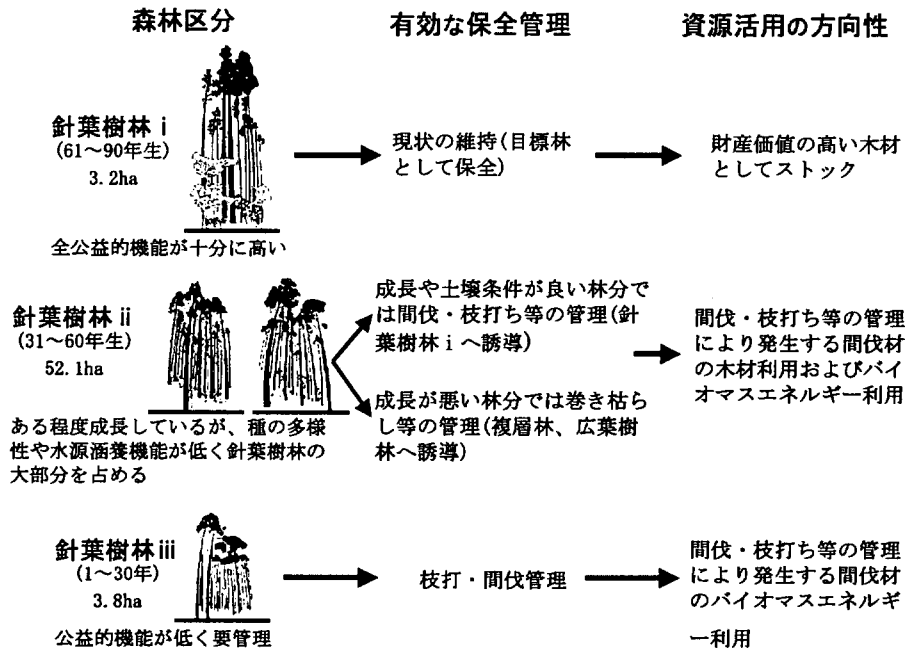 森林区分
有効な保全管理
資源活用の方向性
針葉樹林ⅰ
(61～90年生)
3.2ha
全公益的機能が十分に高い
現状の維持(目標林
として保全)
財産価値の高い木材
としてストック
針葉樹林ⅱ
(31～60年生)
52.1ha
ある程度成長しているが、種の多様
性や水源涵養機能が低く針葉樹林の
大部分を占める
成長や土壌条件が良い林分で
は間伐・枝打ち等の管理(針
葉樹林ⅰへ誘導)
成長が悪い林分では巻き枯ら
し等の管理(複層林、広葉樹
林へ誘導)
間伐・枝打ち等の管理
により発生する間伐材
の木材利用およびバイ
オマスエネルギー利用
針葉樹林ⅲ
(1～30年)
3.8ha
公益的機能が低く要管理
枝打・間伐管理
間伐・枝打ち等の管理
により発生する間伐材
のバイオマスエネルギ
ー利用